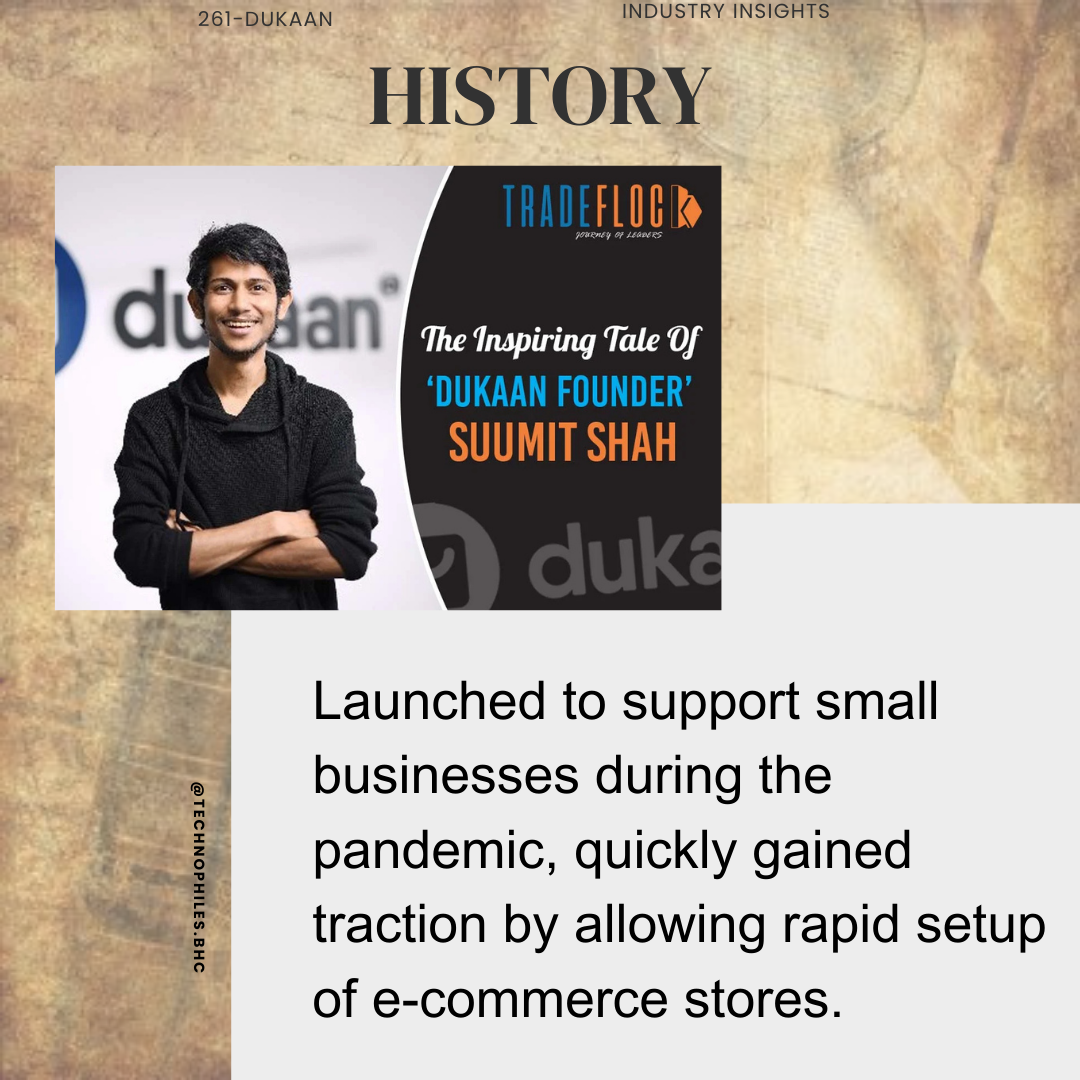 261-DUKAAN
INDUSTRY INSIGHTS
HISTORY
dukaan®
TRADEFLOCK
JOURNEY OF LEADERS
The Inspiring Tale Of
‘DUKAAN FOUNDER’
SUUMIT SHAH
duka
Launched to support small
businesses during the
pandemic, quickly gained
traction by allowing rapid setup
of e-commerce stores.
@TECHNOPHILES.BHC